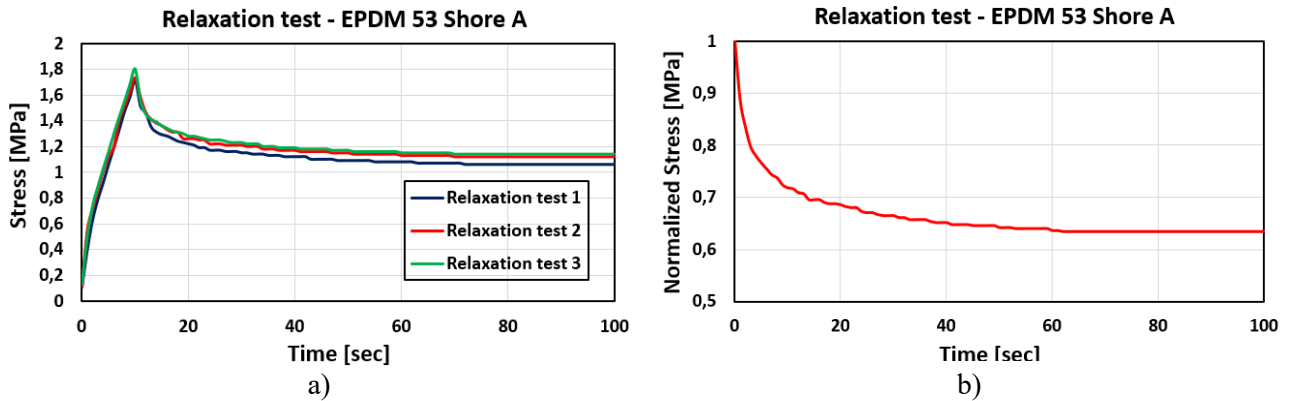 Relaxation test - EPDM 53 Shore A
Stress [MPa]
2
1,8
1,6
1,4
1,2
1
0,8
0,6
0,4
0,2
0
Relaxation test 1
Relaxation test 2
Relaxation test 3
0 20 40 60 80 100
Time [sec]
a)
Relaxation test - EPDM 53 Shore A
Normalized Stress [MPa]
1
0,9
0,8
0,7
0,6
0,5
0 20 40 60 80 100
Time [sec]
b)